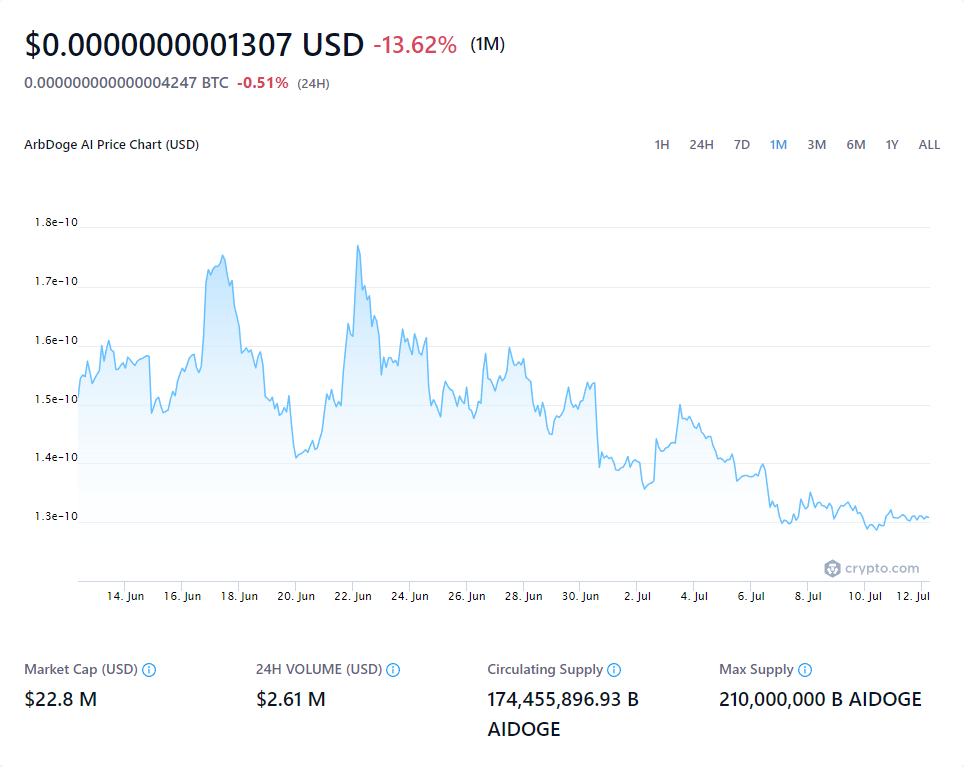 $0.0000000001307 USD -13.62% (1M)
0.000000000000004247 BTC -0.51% (24H)
ArbDoge AI Price Chart (USD)
1H 24H 7D 1M 3M 6M 1Y ALL
1.8e-10
1.7e-10
1.6e-10
1.5e-10
1.4e-10
1.3e-10
crypto.com
14. Jun 16. Jun 18. Jun 20. Jun 22. Jun 24. Jun 26. Jun 28. Jun 30. Jun 2. Jul 4. Jul 6. Jul 8. Jul 10. Jul 12. Jul
Market Cap (USD) 24H VOLUME (USD) Circulating Supply Max Supply
$22.8 M $2.61 M 174,455,896.93 B 210,000,000 B AIDOGE
AIDOGE